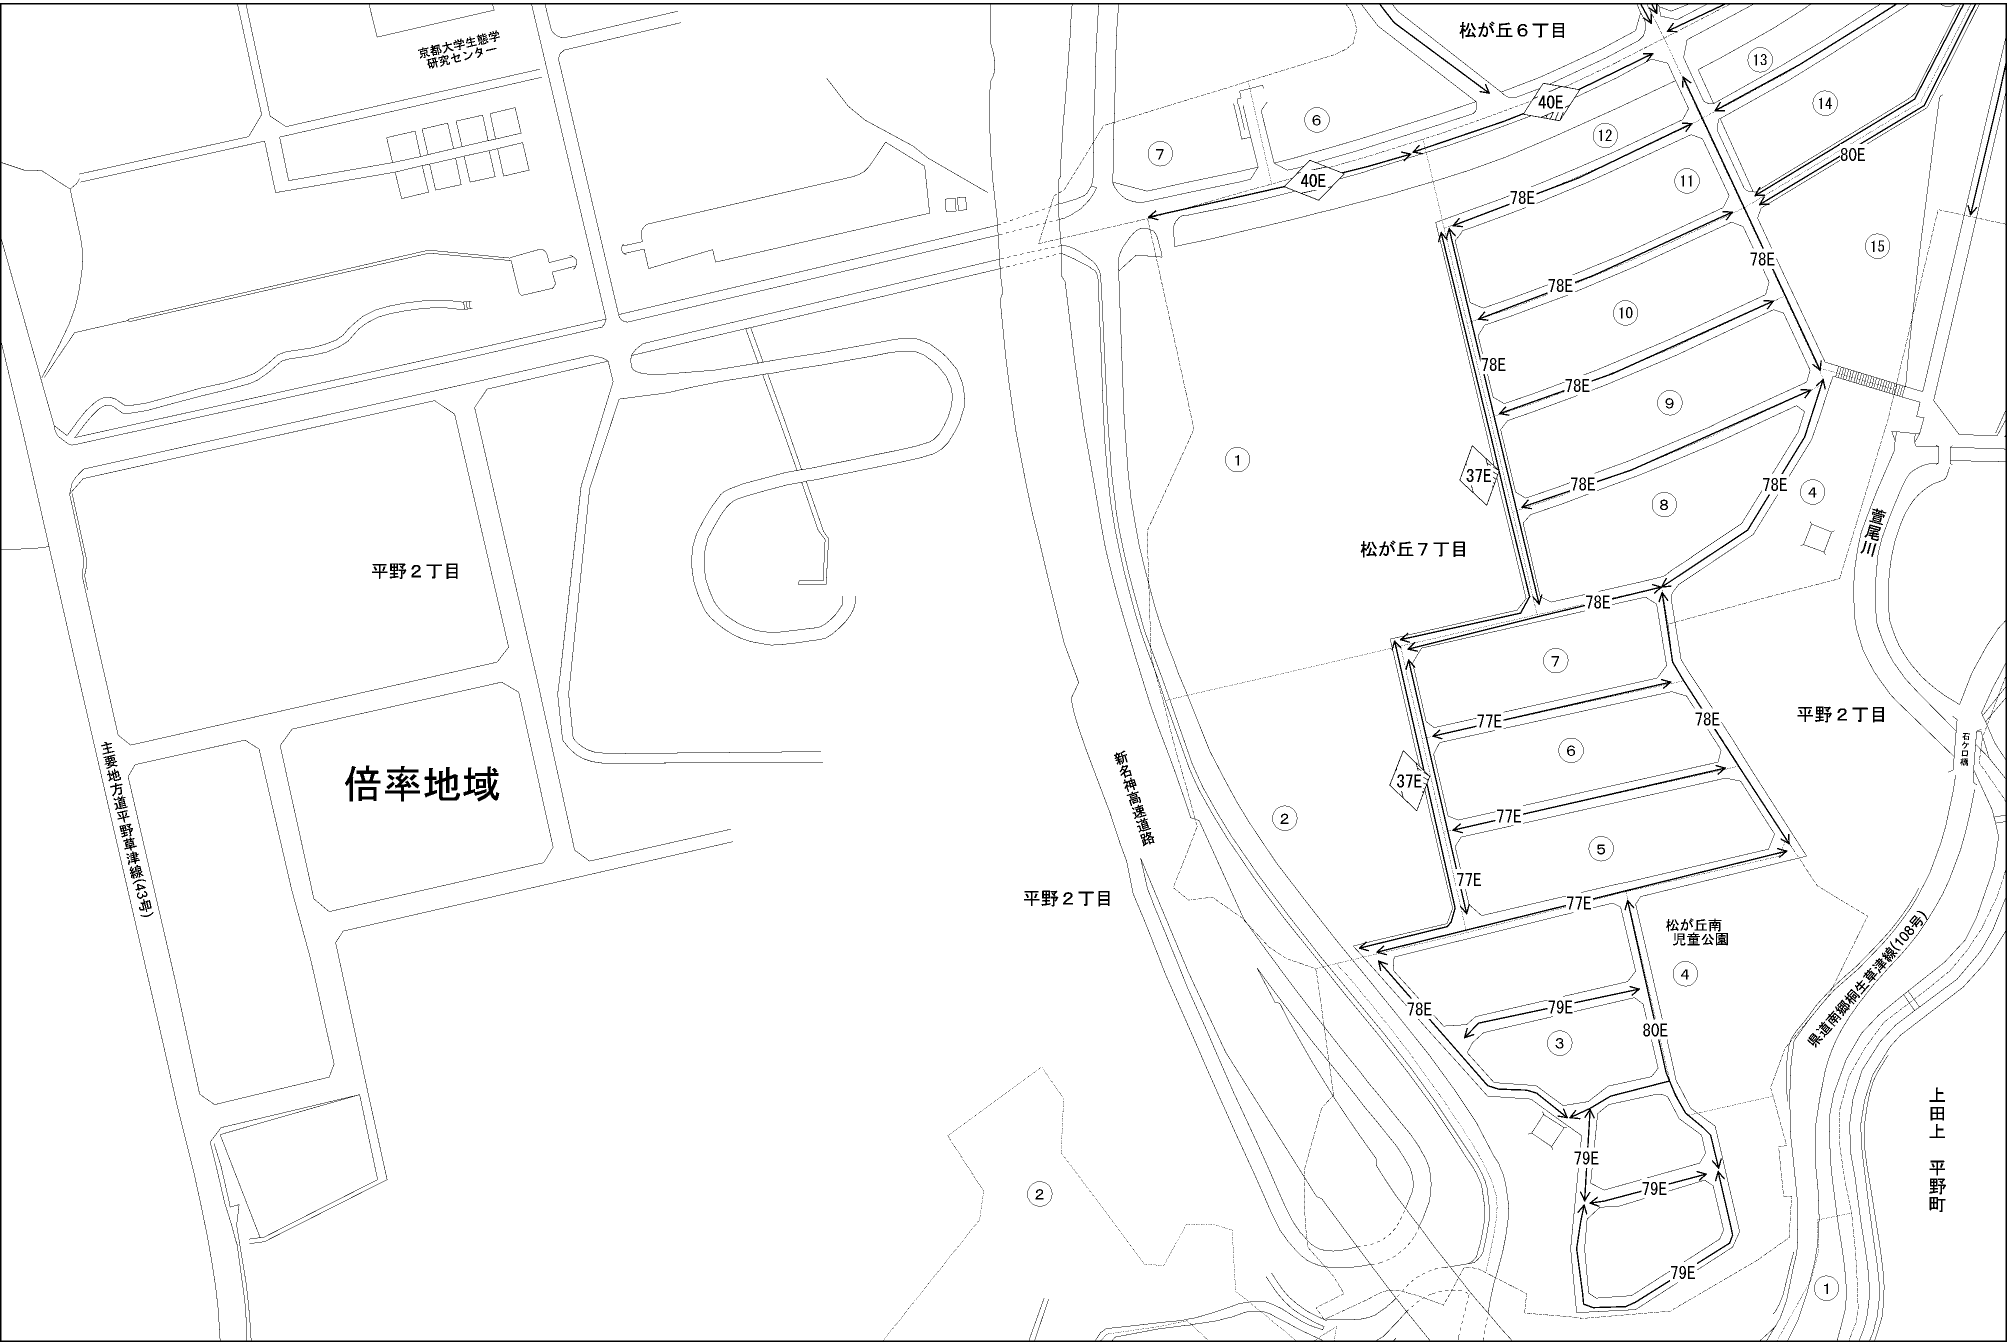 京都大学生態学
研究センター
松が丘６丁目
13
14
40E
6
12
7
80E
40E
11
78E
15
78E
78E
10
78E
78E
9
1
37E
78E
78E
4
8
萱尾川
松が丘７丁目
平野２丁目
78E
7
平野２丁目
77E
78E
石ケ口橋
6
新名神高速道路
主要地方道平野草津線(43号)
倍率地域
37E
2
77E
5
77E
平野２丁目
77E
松が丘南
児童公園
県道南郷桐生草津線(108号)
4
78E
79E
80E
3
上田上　平野町
79E
2
79E
79E
1